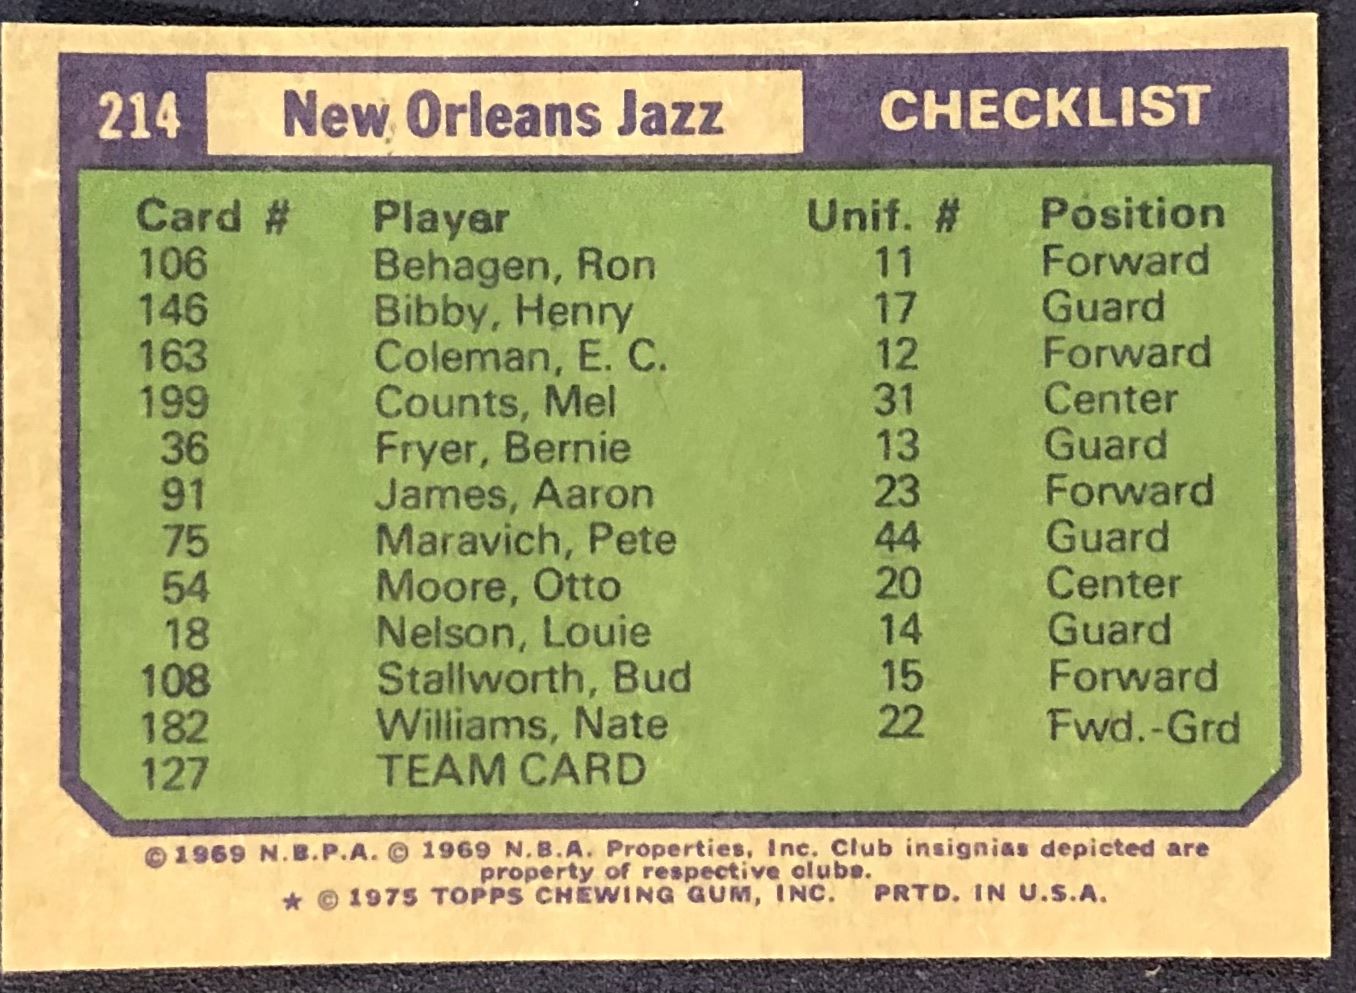 214 New Orleans Jazz CHECKLIST
Card # Player Unif. # Position
106 Behagen, Ron 11 Forward
146 Bibby, Henry 17 Guard
163 Coleman, E. C. 12 Forward
199 Counts, Mel 31 Center
36 Fryer, Bernie 13 Guard
91 James, Aaron 23 Forward
75 Maravich, Pete 44 Guard
54 Moore, Otto 20 Center
18 Nelson, Louie 14 Guard
108 Stallworth, Bud 15 Forward
182 Williams, Nate 22 Fwd.-Grd
127 TEAM CARD
© 1969 N.B.P.A. © 1969 N.B.A. Properties, Inc. Club insignias depicted are
property of respective clubs.
★ © 1975 TOPPS CHEWING GUM, INC. PRTD. IN U.S.A.